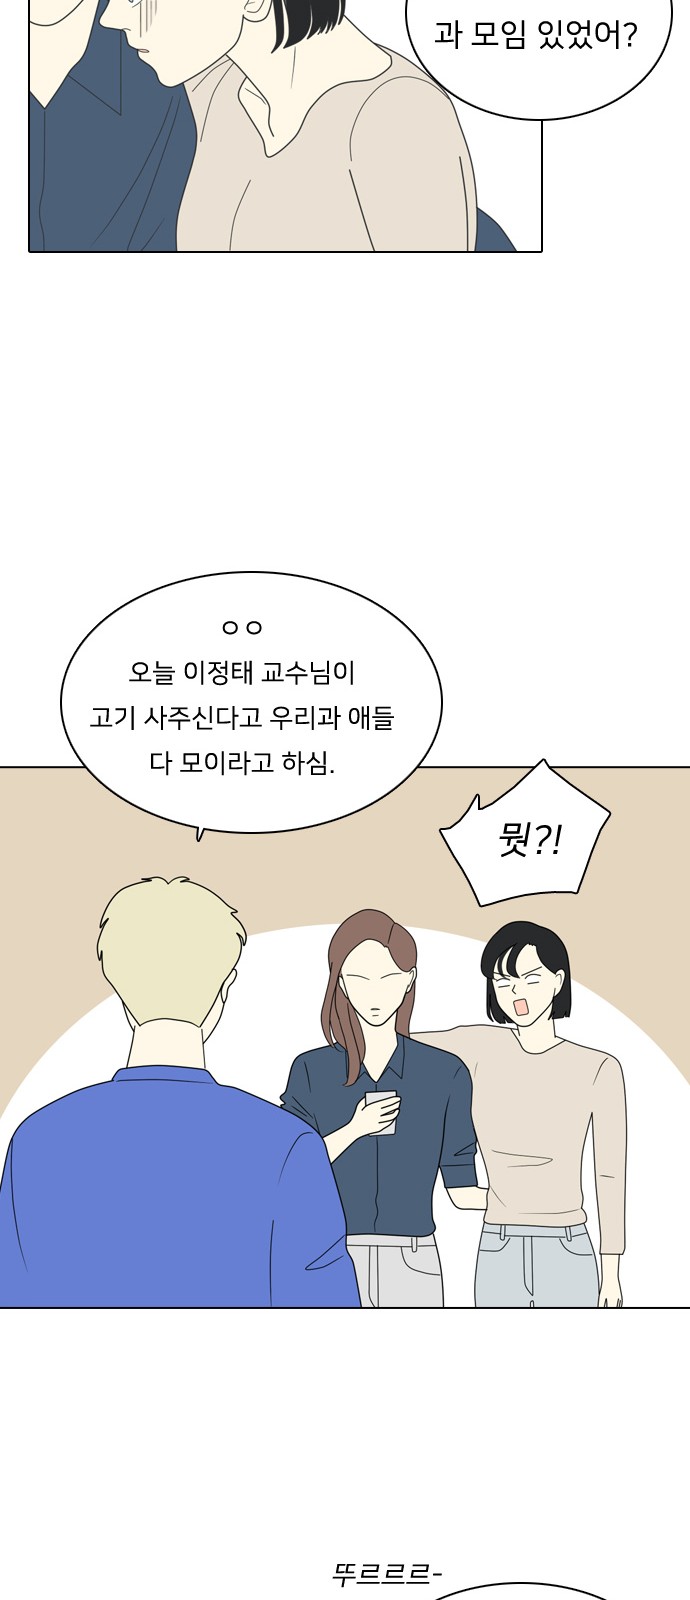 과 모임 있었어?
ㅇㅇ
오늘 이정태 교수님이
고기 사주신다고 우리과 애들
다 모이라고 하심.
뭣?!
뚜르르르-